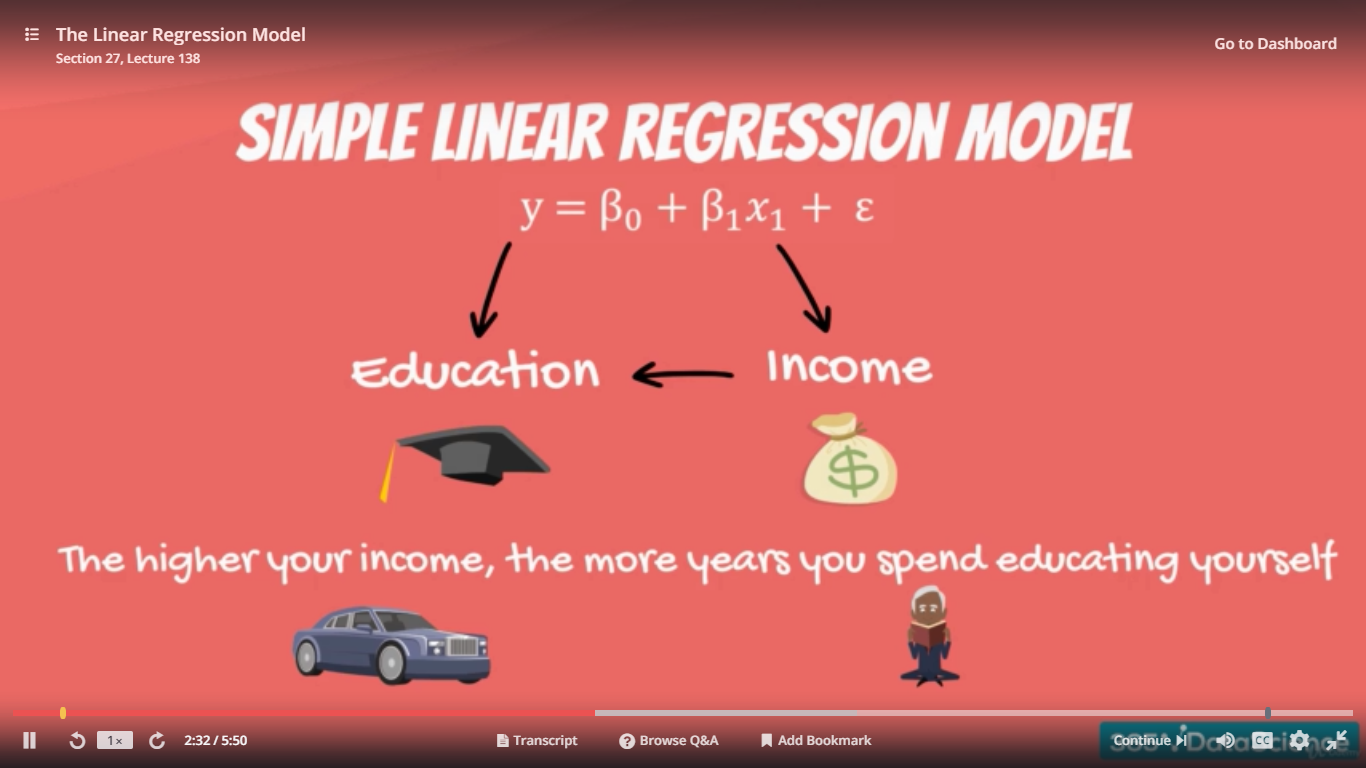 The Linear Regression Model
Section 27, Lecture 138
Go to Dashboard
SIMPLE LINEAR REGRESSION MODEL
y = β₀ + β₁x₁ + ε
Education
Income
$
The higher your income, the more years you spend educating yourself
1×
2:32 / 5:50
Transcript
? Browse Q&A
Add Bookmark
Continue
CC